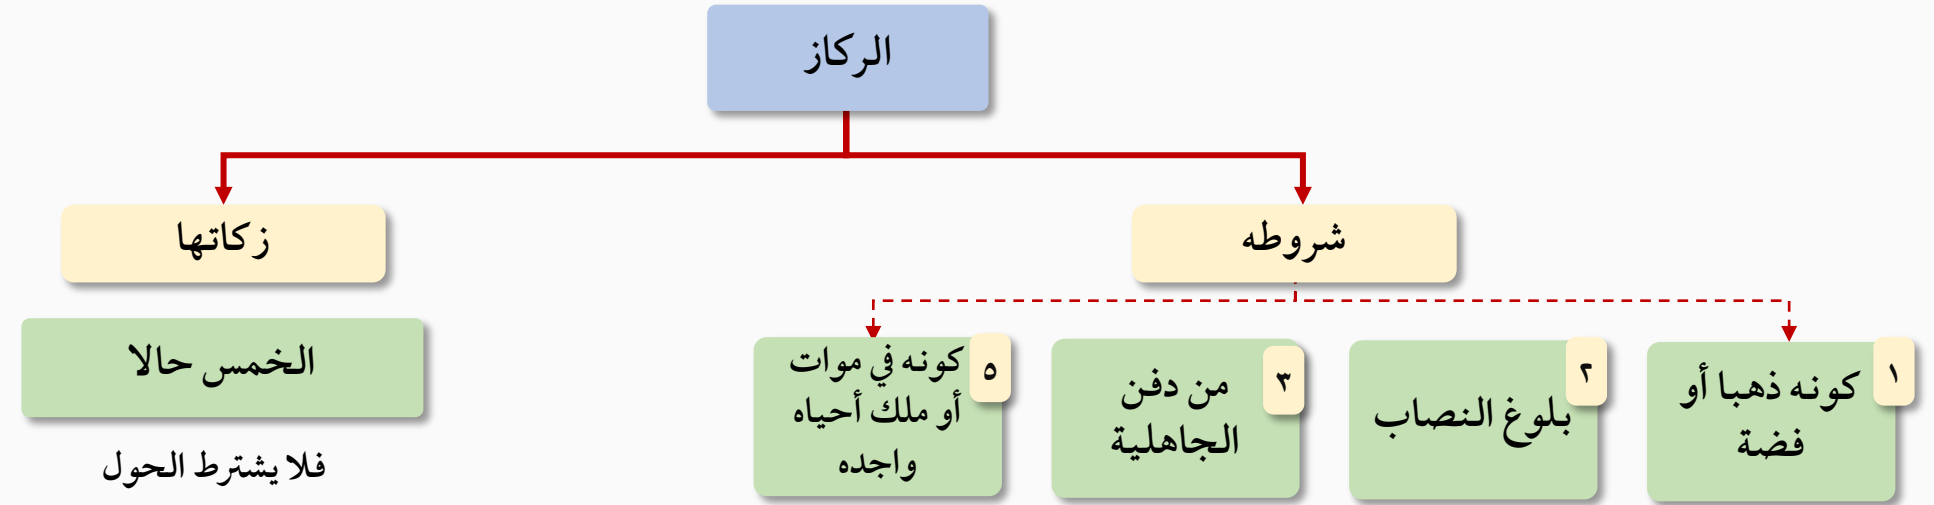 الركاز
شروطه
زكاتها
١
كونه ذهبا أو
فضة
٢
بلوغ النصاب
٣
من دفن
الجاهلية
٥
كونه في موات
أو ملك أحياه
واجده
الخمس حالا
فلا يشترط الحول